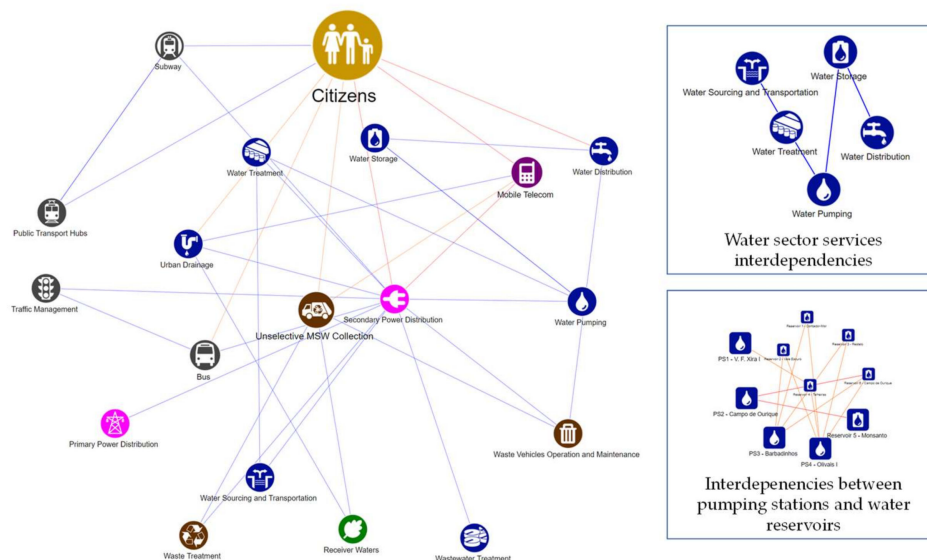 Citizens
Subway
Water Treatment
Water Storage
Water Distribution
Mobile Telecom
Public Transport Hubs
Urban Drainage
Traffic Management
Secondary Power Distribution
Unselective MSW Collection
Water Pumping
Bus
Primary Power Distribution
Waste Vehicles Operation and Maintenance
Water Sourcing and Transportation
Waste Treatment
Receiver Waters
Wastewater Treatment
Water Storage
Water Sourcing and Transportation
Water Treatment
Water Distribution
Water Pumping
Water sector services
interdependencies
PS1 - V. F. Xira I
PS2 - Campo de Ourique
Reservoir 5 - Monsanto
PS3 - Barbadinhos
PS4 - Olivais I
Interdepenencies between
pumping stations and water
reservoirs